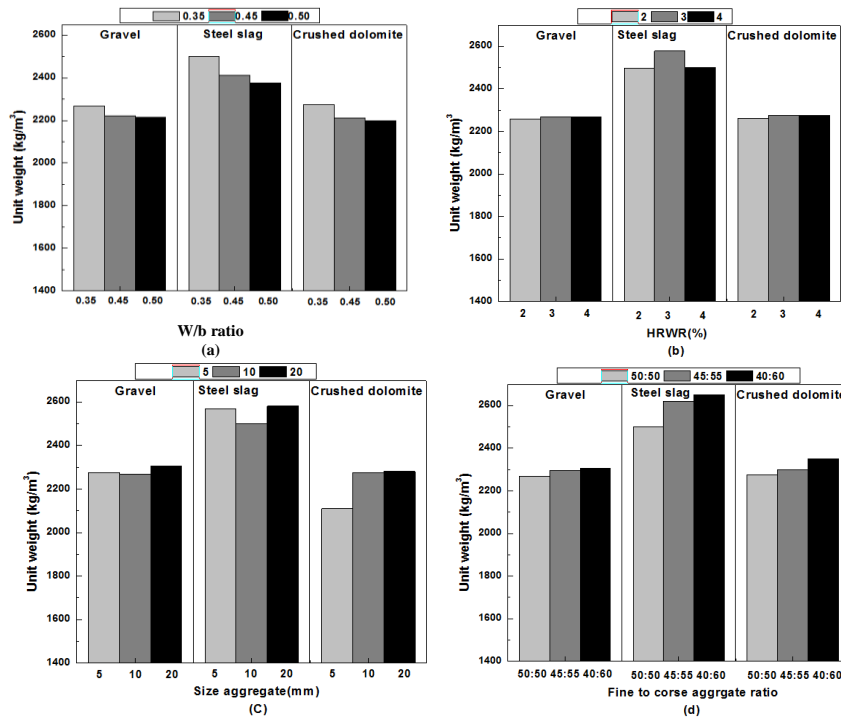 0.35 0.45 0.50
Gravel Steel slag Crushed dolomite
2600
2400
2200
2000
1800
1600
1400
Unit weight (kg/m³)
0.35 0.45 0.50 0.35 0.45 0.50 0.35 0.45 0.50
W/b ratio
(a)
2 3 4
Gravel Steel slag Crushed dolomite
2600
2400
2200
2000
1800
1600
1400
Unit weight (kg/m)³
2 3 4 2 3 4 2 3 4
HRWR(%)
(b)
5 10 20
Gravel Steel slag Crushed dolomite
2600
2400
2200
2000
1800
1600
1400
Unit weight (kg/m³)
5 10 20 5 10 20 5 10 20
Size aggregate(mm)
(C)
50:50 45:55 40:60
Gravel Steel slag Crushed dolomite
2600
2400
2200
2000
1800
1600
1400
Unit weight (kg/m³)
50:50 45:55 40:60 50:50 45:55 40:60 50:50 45:55 40:60
Fine to corse aggrgate ratio
(d)